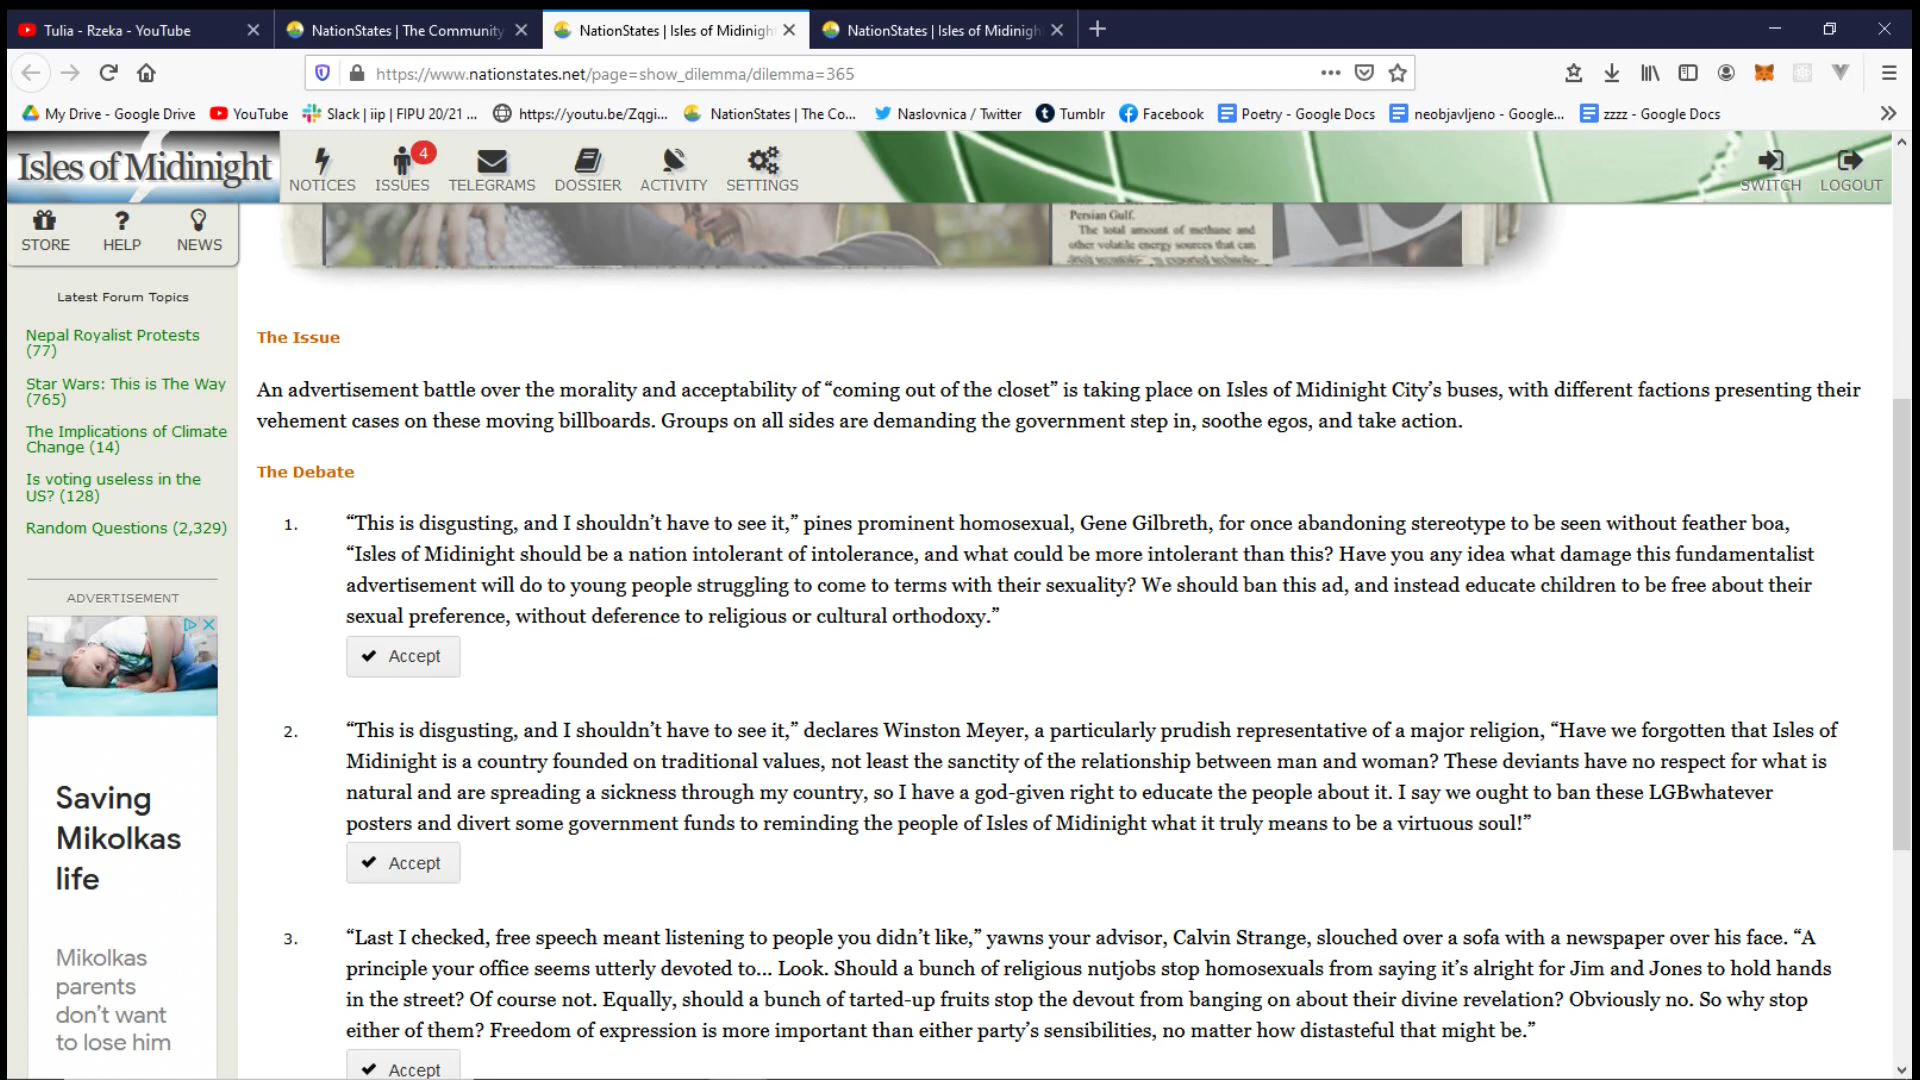 Tulia - Rzeka - YouTube
NationStates | The Community
NationStates | Isles of Midinigh
NationStates | Isles of Midinigh
https://www.nationstates.net/page=show_dilemma/dilemma=365
My Drive - Google Drive
YouTube
Slack | iip | FIPU 20/21 ...
https://youtu.be/Zqgi...
NationStates | The Co...
Naslovnica / Twitter
Tumblr
Facebook
Poetry - Google Docs
neobjavljeno - Google...
zzzz - Google Docs
Isles of Midinight
NOTICES
4
ISSUES
TELEGRAMS
DOSSIER
ACTIVITY
SETTINGS
SWITCH
LOGOUT
STORE
HELP
NEWS
Persian Gulf.
The total amount of methane and
other volatile energy sources that can
Latest Forum Topics
Nepal Royalist Protests
(77)
Star Wars: This is The Way
(765)
The Implications of Climate
Change (14)
Is voting useless in the
US? (128)
Random Questions (2,329)
ADVERTISEMENT
Saving
Mikolkas
life
Mikolkas
parents
don't want
to lose him
The Issue
An advertisement battle over the morality and acceptability of “coming out of the closet” is taking place on Isles of Midinight City’s buses, with different factions presenting their
vehement cases on these moving billboards. Groups on all sides are demanding the government step in, soothe egos, and take action.
The Debate
1. “This is disgusting, and I shouldn’t have to see it,” pines prominent homosexual, Gene Gilbreth, for once abandoning stereotype to be seen without feather boa,
“Isles of Midinight should be a nation intolerant of intolerance, and what could be more intolerant than this? Have you any idea what damage this fundamentalist
advertisement will do to young people struggling to come to terms with their sexuality? We should ban this ad, and instead educate children to be free about their
sexual preference, without deference to religious or cultural orthodoxy.”
Accept
2. “This is disgusting, and I shouldn’t have to see it,” declares Winston Meyer, a particularly prudish representative of a major religion, “Have we forgotten that Isles of
Midinight is a country founded on traditional values, not least the sanctity of the relationship between man and woman? These deviants have no respect for what is
natural and are spreading a sickness through my country, so I have a god-given right to educate the people about it. I say we ought to ban these LGBwhatever
posters and divert some government funds to reminding the people of Isles of Midinight what it truly means to be a virtuous soul!”
Accept
3. “Last I checked, free speech meant listening to people you didn’t like,” yawns your advisor, Calvin Strange, slouched over a sofa with a newspaper over his face. “A
principle your office seems utterly devoted to... Look. Should a bunch of religious nutjobs stop homosexuals from saying it’s alright for Jim and Jones to hold hands
in the street? Of course not. Equally, should a bunch of tarted-up fruits stop the devout from banging on about their divine revelation? Obviously no. So why stop
either of them? Freedom of expression is more important than either party’s sensibilities, no matter how distasteful that might be.”
Accept